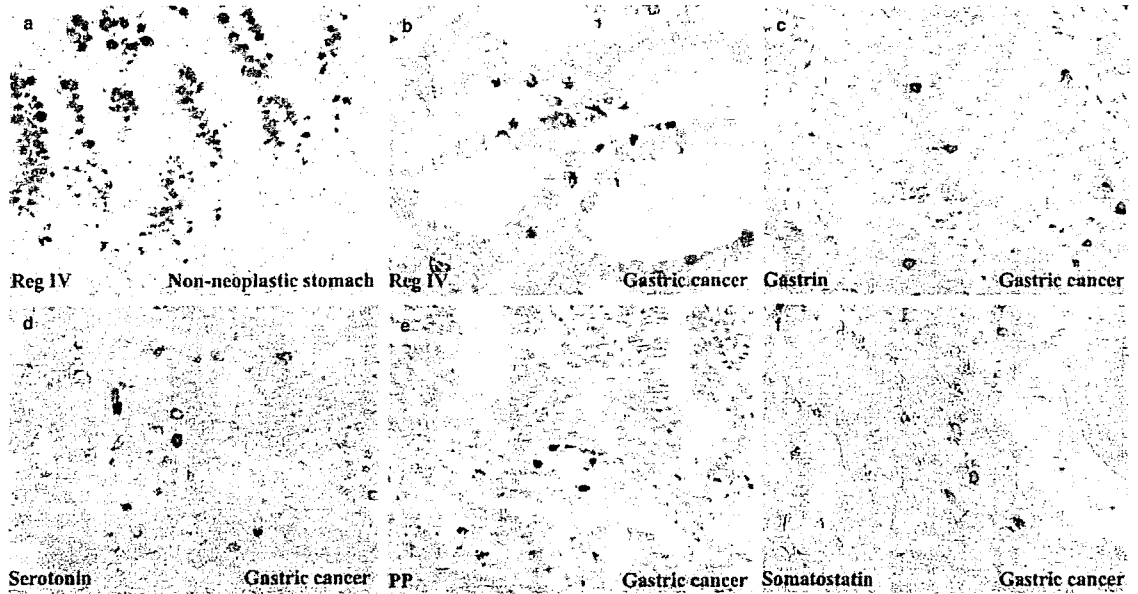 a
Reg IV Non-neoplastic stomach
b
Reg IV Gastric cancer
c
Gastrin Gastric cancer
d
Serotonin Gastric cancer
e
PP Gastric cancer
f
Somatostatin Gastric cancer